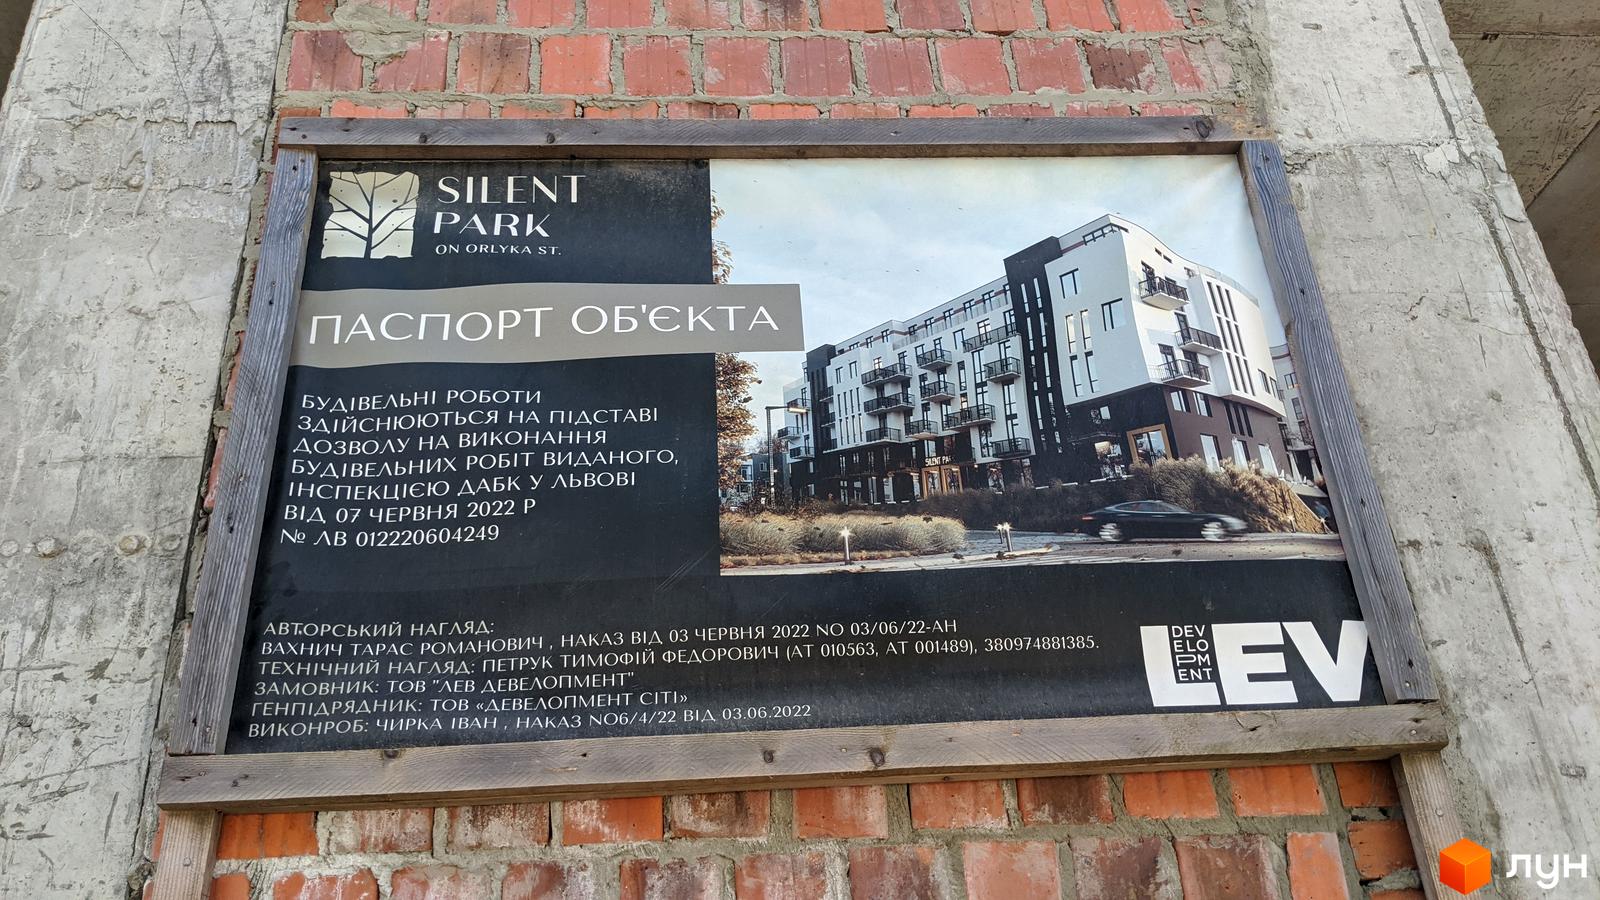 SILENT
PARK
ON ORLYKA ST.
ПАСПОРТ ОБ'ЄКТА
БУДІВЕЛЬНІ РОБОТИ
ЗДІЙСНЮЮТЬСЯ НА ПІДСТАВІ
ДОЗВОЛУ НА ВИКОНАННЯ
БУДІВЕЛЬНИХ РОБІТ ВИДАНОГО,
ІНСПЕКЦІЄЮ ДАБК У ЛЬВОВІ
ВІД 07 ЧЕРВНЯ 2022 Р
№ ЛВ 012220604249
SILENT PAR
АВТОРСЬКИЙ НАГЛЯД:
ВАХНИЧ ТАРАС РОМАНОВИЧ , НАКАЗ ВІД 03 ЧЕРВНЯ 2022 NO 03/06/22-АН
ТЕХНІЧНИЙ НАГЛЯД: ПЕТРУК ТИМОФІЙ ФЕДОРОВИЧ (АТ 010563, АТ 001489), 380974881385.
ЗАМОВНИК: ТОВ "ЛЕВ ДЕВЕЛОПМЕНТ"
ГЕНПІДРЯДНИК: ТОВ «ДЕВЕЛОПМЕНТ СІТІ»
ВИКОНРОБ: ЧИРКА ІВАН , НАКАЗ NO6/4/22 ВІД 03.06.2022
LEV
DEV
ELO
PM
ENT
лун